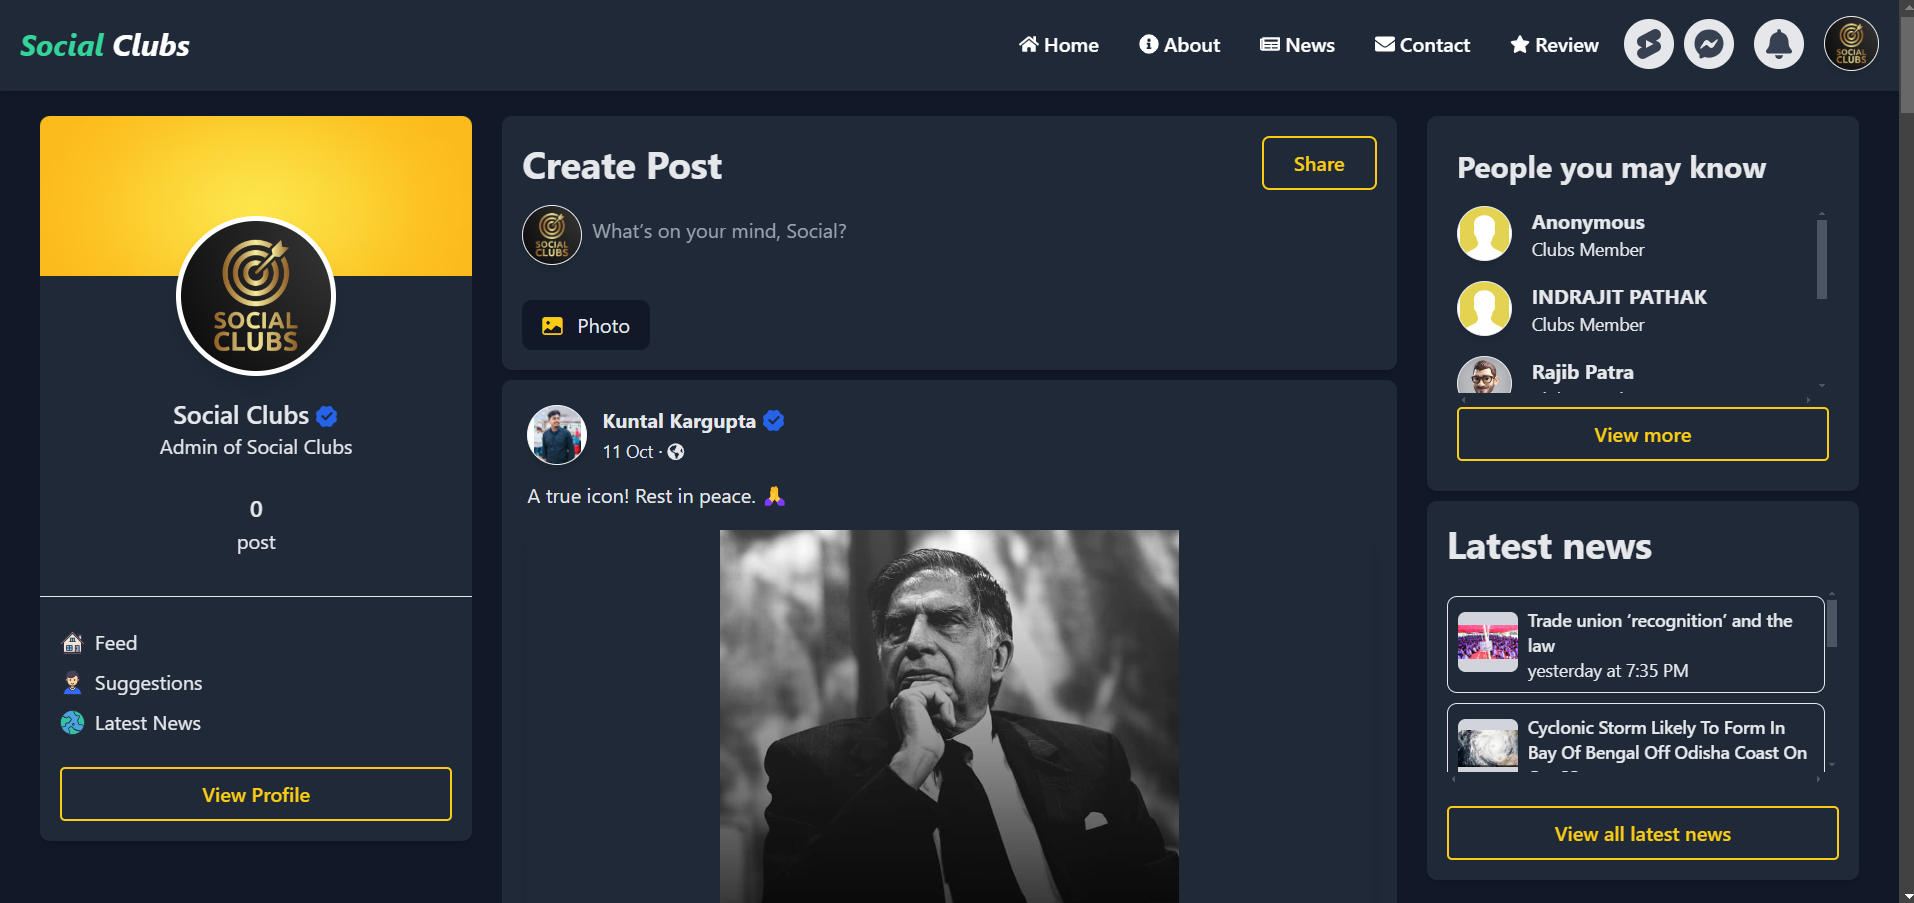 Social Clubs
Home
About
News
Contact
Review
SOCIAL
CLUBS
SOCIAL
CLUBS
Social Clubs
Admin of Social Clubs
0
post
Feed
Suggestions
Latest News
View Profile
Create Post
Share
SOCIAL
CLUBS
What's on your mind, Social?
Photo
Kuntal Kargupta
11 Oct ·
A true icon! Rest in peace. 🙏
People you may know
Anonymous
Clubs Member
INDRAJIT PATHAK
Clubs Member
Rajib Patra
View more
Latest news
Trade union ‘recognition’ and the
law
yesterday at 7:35 PM
Cyclonic Storm Likely To Form In
Bay Of Bengal Off Odisha Coast On
View all latest news